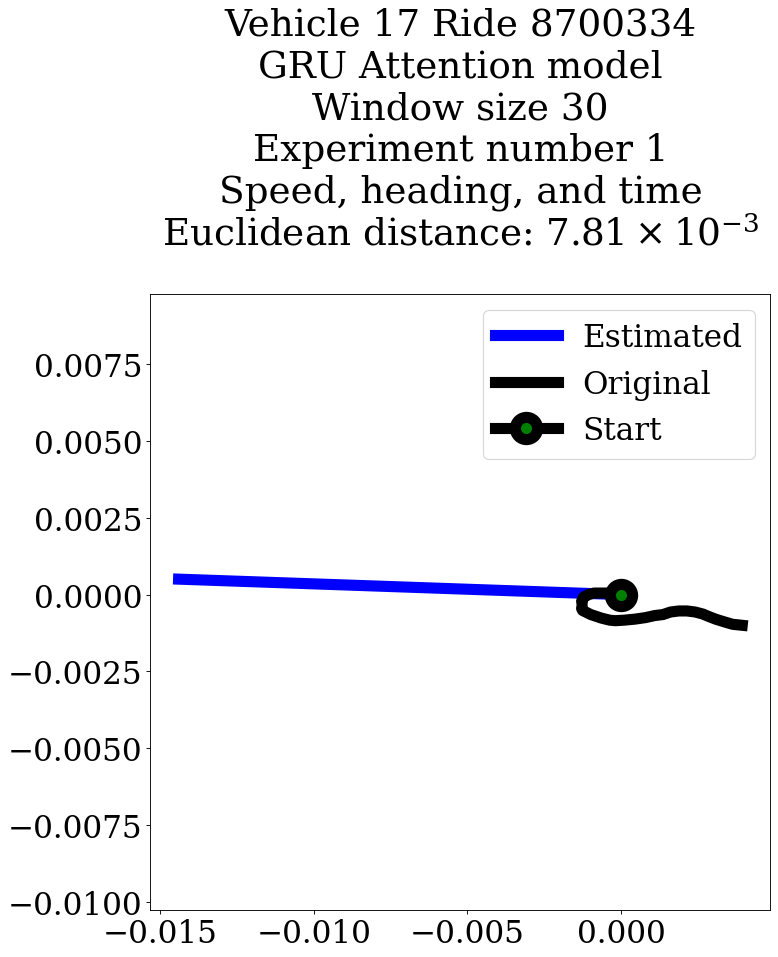 Vehicle 17 Ride 8700334
GRU Attention model
Window size 30
Experiment number 1
Speed, heading, and time
Euclidean distance: 7.81 × 10⁻³
Estimated
Original
Start
0.0075
0.0050
0.0025
0.0000
−0.0025
−0.0050
−0.0075
−0.0100
−0.015 −0.010 −0.005 0.000